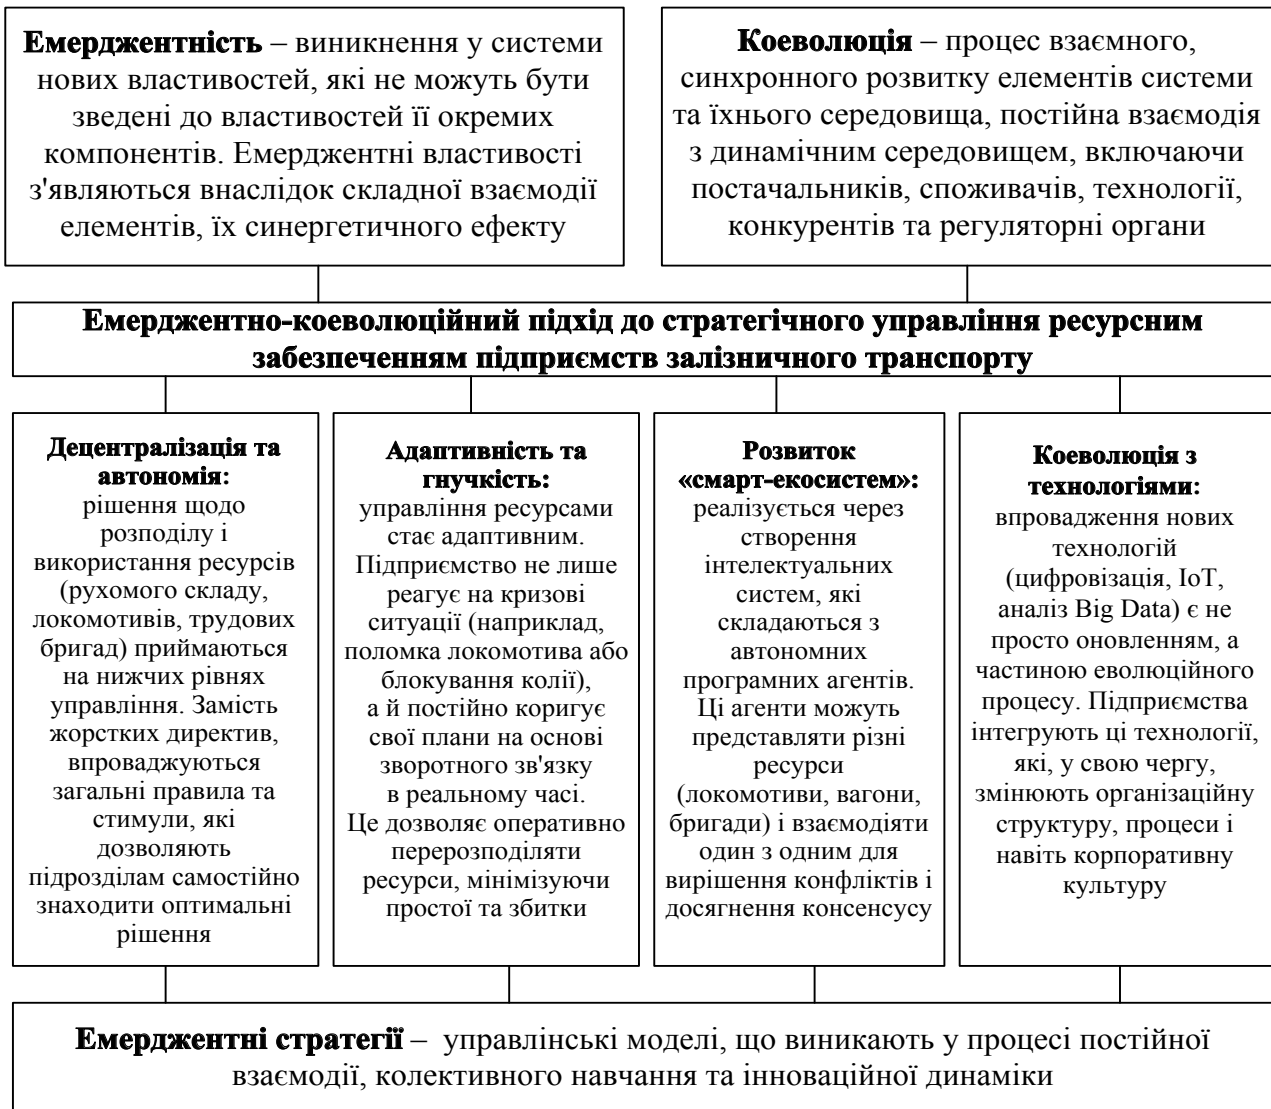 Емерджентність – виникнення у системи
нових властивостей, які не можуть бути
зведені до властивостей її окремих
компонентів. Емерджентні властивості
з'являються внаслідок складної взаємодії
елементів, їх синергетичного ефекту
Коеволюція – процес взаємного,
синхронного розвитку елементів системи
та їхнього середовища, постійна взаємодія
з динамічним середовищем, включаючи
постачальників, споживачів, технології,
конкурентів та регуляторні органи
Емерджентно-коеволюційний підхід до стратегічного управління ресурсним
забезпеченням підприємств залізничного транспорту
Децентралізація та
автономія:
рішення щодо
розподілу і
використання ресурсів
(рухомого складу,
локомотивів, трудових
бригад) приймаються
на нижчих рівнях
управління. Замість
жорстких директив,
впроваджуються
загальні правила та
стимули, які
дозволяють
підрозділам самостійно
знаходити оптимальні
рішення
Адаптивність та
гнучкість:
управління ресурсами
стає адаптивним.
Підприємство не лише
реагує на кризові
ситуації (наприклад,
поломка локомотива або
блокування колії),
а й постійно коригує
свої плани на основі
зворотного зв'язку
в реальному часі.
Це дозволяє оперативно
перерозподіляти
ресурси, мінімізуючи
простої та збитки
Розвиток
«смарт-екосистем»:
реалізується через
створення
інтелектуальних
систем, які
складаються з
автономних
програмних агентів.
Ці агенти можуть
представляти різні
ресурси
(локомотиви, вагони,
бригади) і взаємодіяти
один з одним для
вирішення конфліктів і
досягнення консенсусу
Коеволюція з
технологіями:
впровадження нових
технологій
(цифровізація, IoT,
аналіз Big Data) є не
просто оновленням, а
частиною еволюційного
процесу. Підприємства
інтегрують ці технології,
які, у свою чергу,
змінюють організаційну
структуру, процеси і
навіть корпоративну
культуру
Емерджентні стратегії – управлінські моделі, що виникають у процесі постійної
взаємодії, колективного навчання та інноваційної динаміки